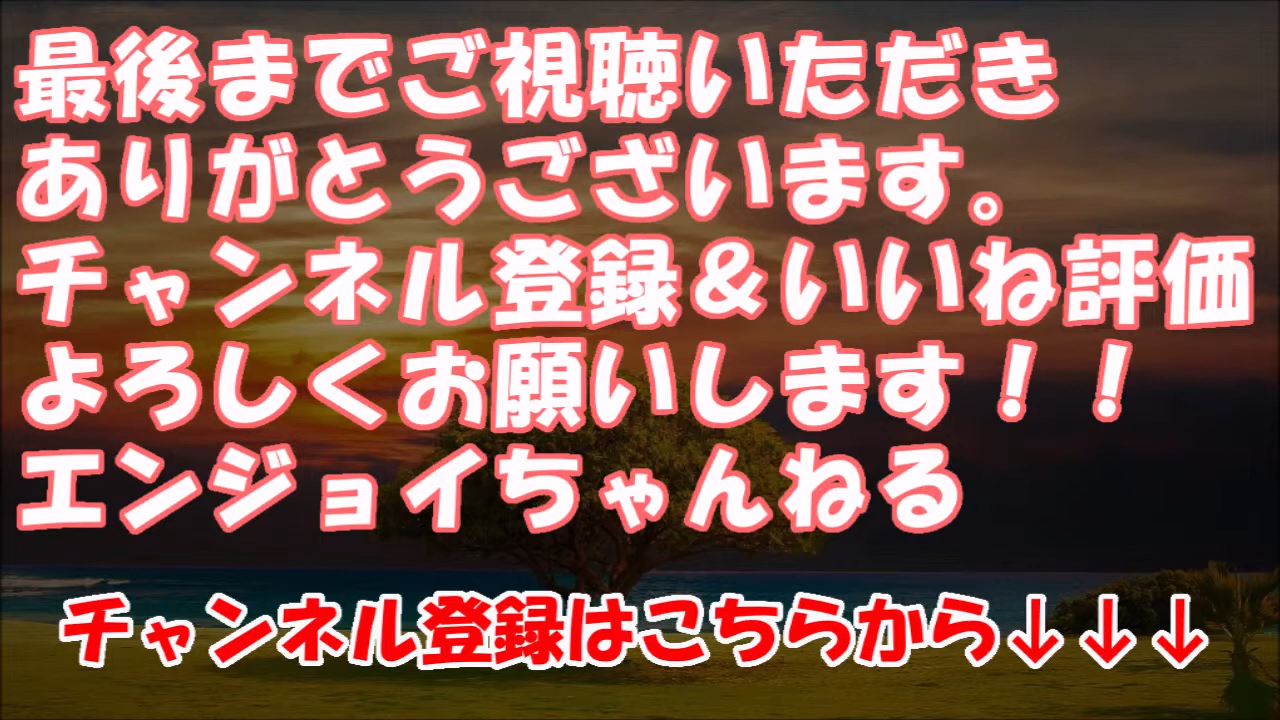 最後までご視聴いただき
ありがとうございます。
チャンネル登録＆いいね評価
よろしくお願いします！！
エンジョイちゃんねる
チャンネル登録はこちらから↓↓↓